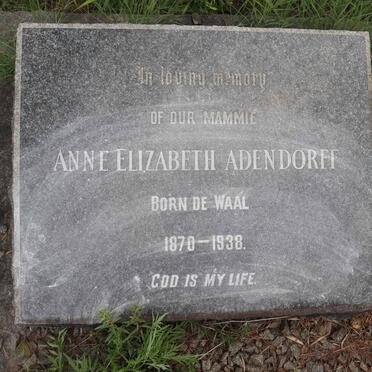 In loving memory
OF OUR MAMMIE
ANNE ELIZABETH ADENDORFF
BORN DE WAAL
1870-1938.
GOD IS MY LIFE.